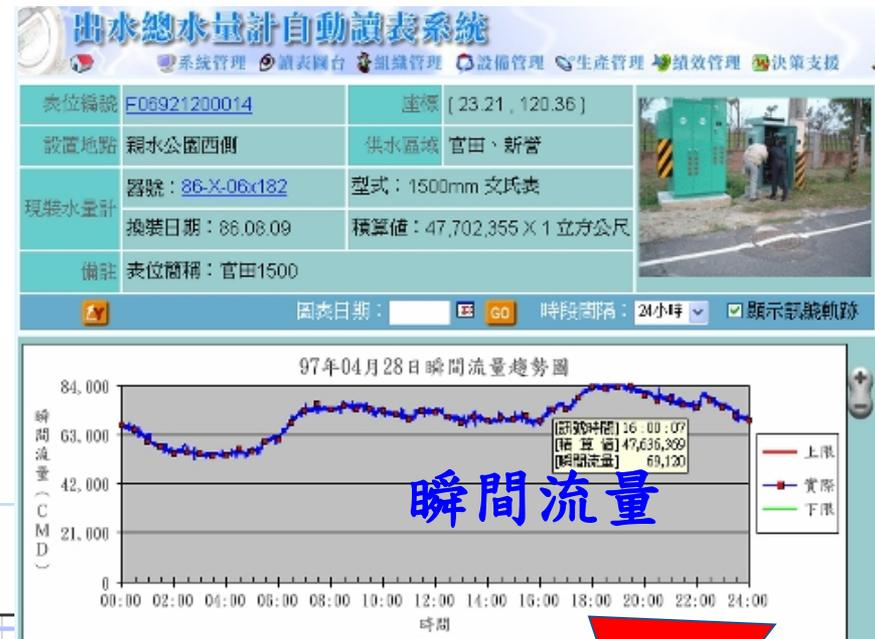 出水總水量計自動讀表系統
系統管理 讀表圖台 組織管理 設備管理 生產管理 績效管理 決策支援
表位編號 F06921200014 座標 ( 23.21 , 120.36 )
設置地點 親水公園西側 供水區域 官田、新營
現裝水量計 器號：86-X-06x182 型式：1500mm 文氏表
換裝日期：86.08.09 積算值：47,702,355 X 1 立方公尺
備註 表位簡稱：官田1500
圖表日期： GO 時段間隔： 24小時 顯示訊號軌跡
97年04月28日瞬間流量趨勢圖
瞬間流量(CMD)
84,000
63,000
42,000
21,000
0
[訊號時間] 16:00:07
[積 算 值] 47,636,369
[瞬間流量] 69,120
瞬間流量
上限
實際
下限
00:00 02:00 04:00 06:00 08:00 10:00 12:00 14:00 16:00 18:00 20:00 22:00 24:00
時間